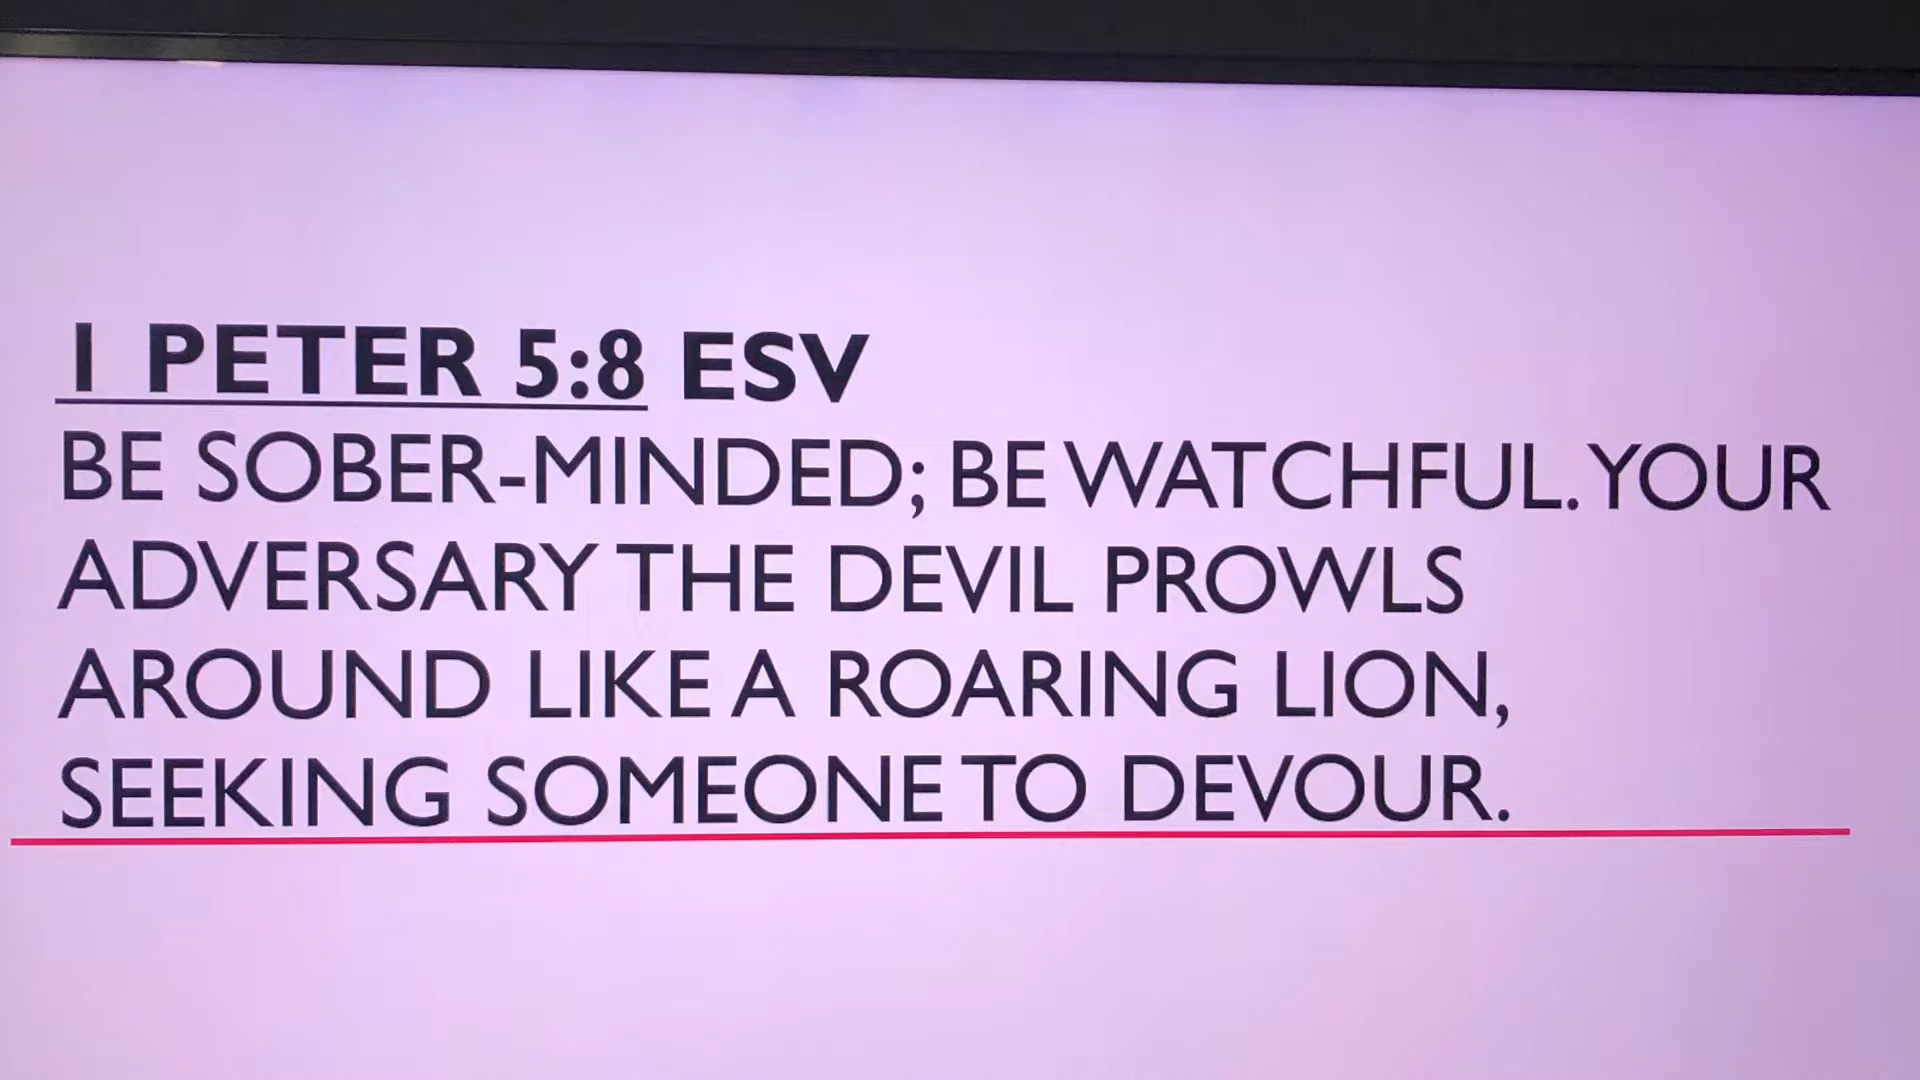 1 PETER 5:8 ESV
BE SOBER-MINDED; BE WATCHFUL. YOUR
ADVERSARY THE DEVIL PROWLS
AROUND LIKE A ROARING LION,
SEEKING SOMEONE TO DEVOUR.